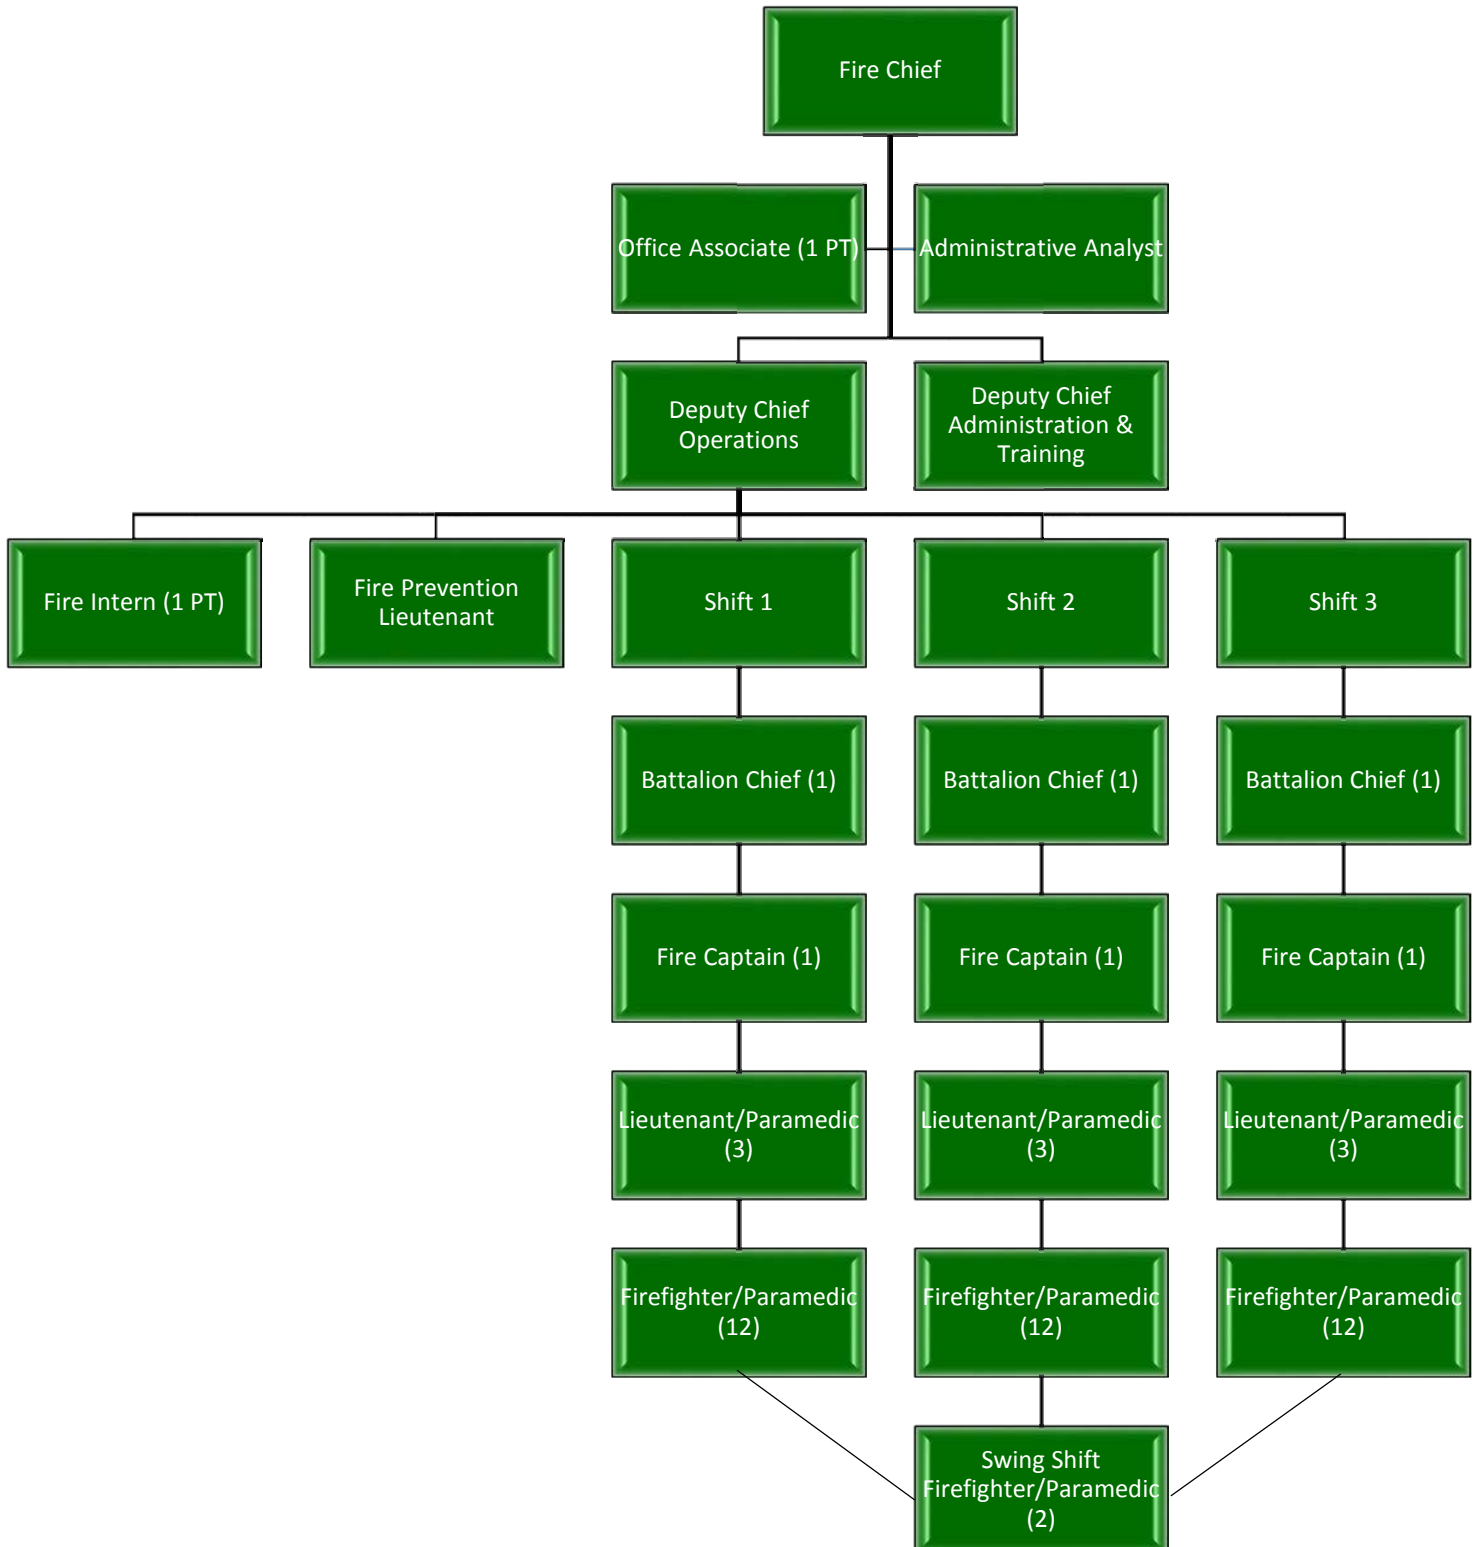 Fire Chief
Office Associate (1 PT)
Administrative Analyst
Deputy Chief
Operations
Deputy Chief
Administration &
Training
Fire Intern (1 PT)
Fire Prevention
Lieutenant
Shift 1
Shift 2
Shift 3
Battalion Chief (1)
Battalion Chief (1)
Battalion Chief (1)
Fire Captain (1)
Fire Captain (1)
Fire Captain (1)
Lieutenant/Paramedic
(3)
Lieutenant/Paramedic
(3)
Lieutenant/Paramedic
(3)
Firefighter/Paramedic
(12)
Firefighter/Paramedic
(12)
Firefighter/Paramedic
(12)
Swing Shift
Firefighter/Paramedic
(2)